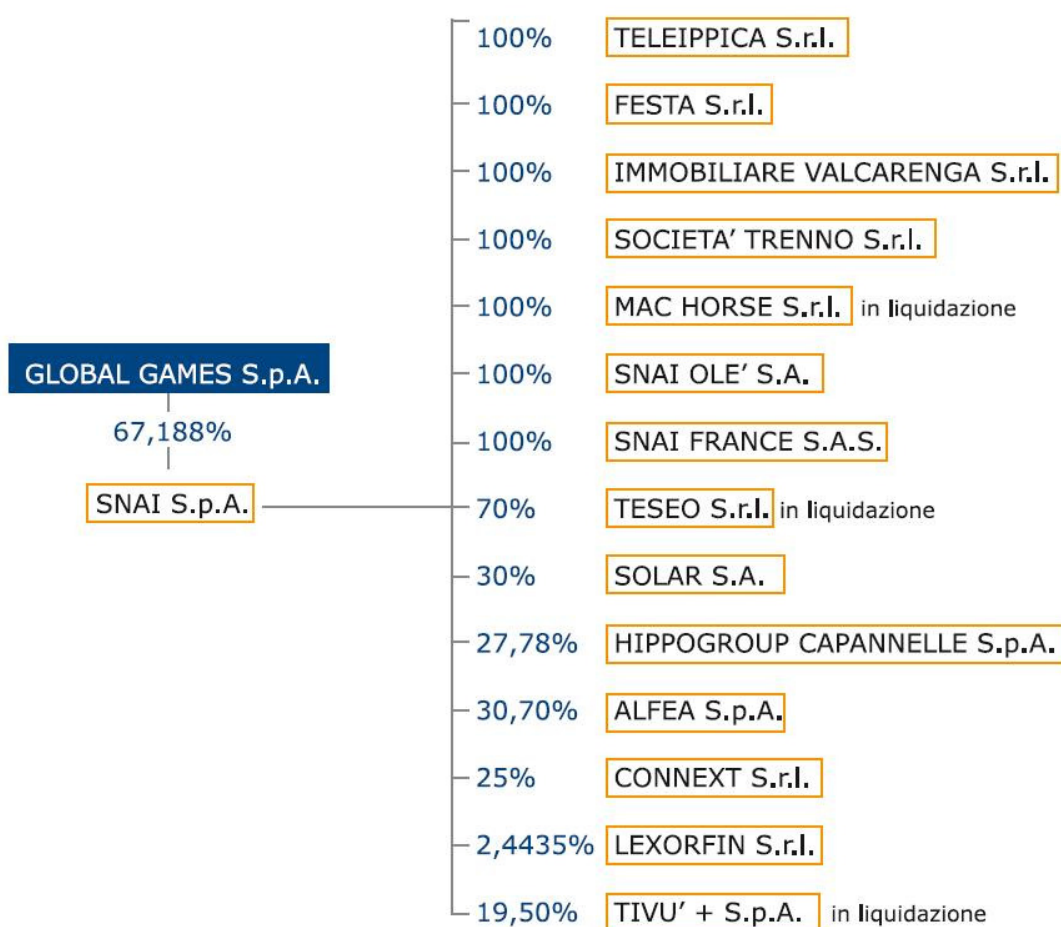 100% TELEIPPICA S.r.l.
100% FESTA S.r.l.
100% IMMOBILIARE VALCARENGA S.r.l.
100% SOCIETA' TRENNO S.r.l.
100% MAC HORSE S.r.l. in liquidazione
GLOBAL GAMES S.p.A.
100% SNAI OLE' S.A.
67,188%
100% SNAI FRANCE S.A.S.
SNAI S.p.A.
70% TESEO S.r.l. in liquidazione
30% SOLAR S.A.
27,78% HIPPOGROUP CAPANNELLE S.p.A.
30,70% ALFEA S.p.A.
25% CONNEXT S.r.l.
2,4435% LEXORFIN S.r.l.
19,50% TIVU' + S.p.A. in liquidazione